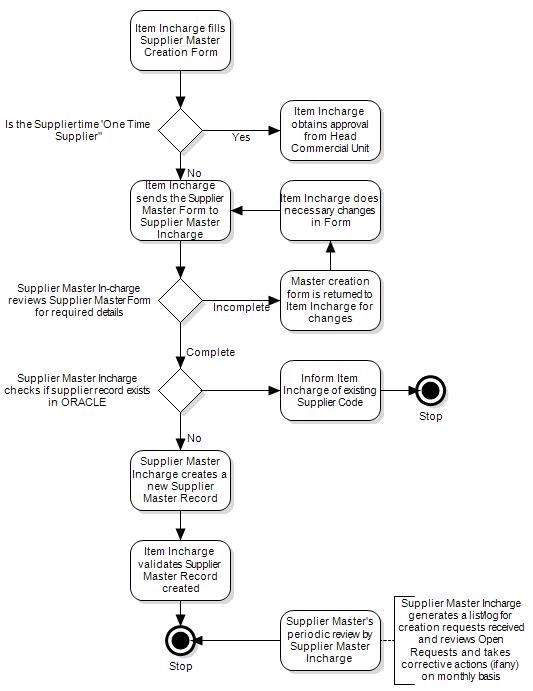 Item Incharge fills
Supplier Master
Creation Form
Is the Suppliertime 'One Time
Supplier"
Yes
Item Incharge
obtains approval
from Head
Commercial Unit
No
Item Incharge
sends the Supplier
Master Form to
Supplier Master
Incharge
Item Incharge does
necessary changes
in Form
Supplier Master In-charge
reviews Supplier Master Form
for required details
Incomplete
Master creation
form is returned to
Item Incharge for
changes
Complete
Supplier Master Incharge
checks if supplier record exists
in ORACLE
Inform Item
Incharge of existing
Supplier Code
Stop
No
Supplier Master
Incharge creates a
new Supplier
Master Record
Item Incharge
validates Supplier
Master Record
created
Stop
Supplier Master's
periodic review by
Supplier Master
Incharge
Supplier Master Incharge
generates a list/log for
creation requests received
and reviews Open
Requests and takes
corrective actions (if any)
on monthly basis